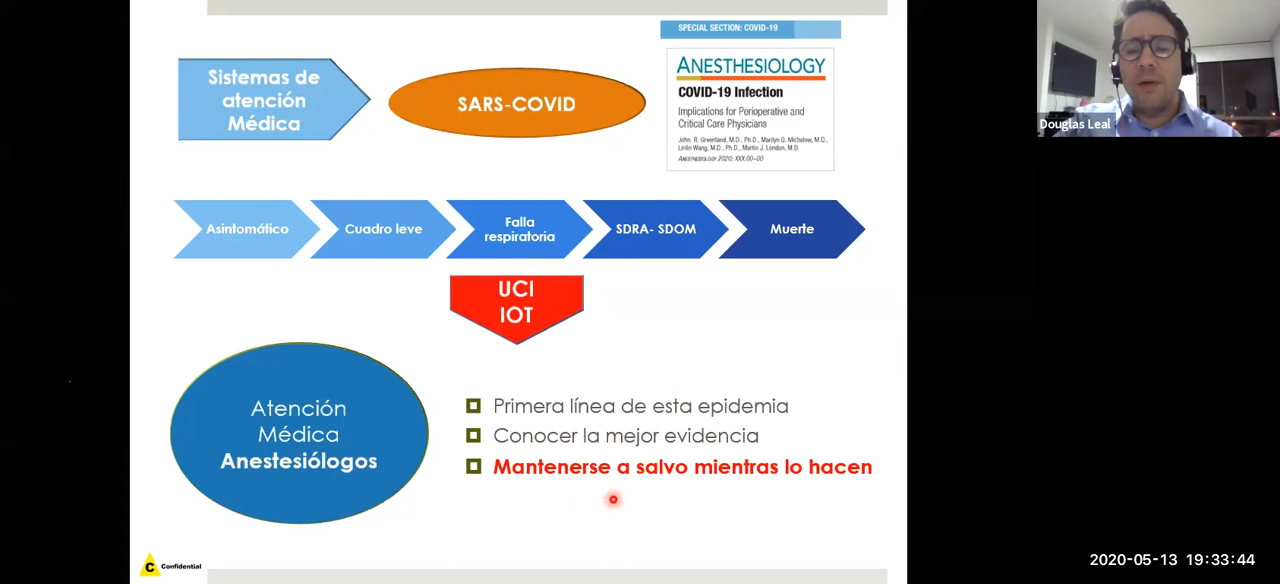 SPECIAL SECTION: COVID-19
Sistemas de
atención
Médica
SARS-COVID
ANESTHESIOLOGY
COVID-19 Infection
Implications for Perioperative and
Critical Care Physicians
John R. Greenland, M.D., Ph.D., Marilyn D. Michelow, M.D.,
Linlin Wang, M.D., Ph.D., Martin J. London, M.D.
ANESTHESIOLOGY 2020; XXX:00–00
Douglas Leal
Asintomático
Cuadro leve
Falla
respiratoria
SDRA- SDOM
Muerte
UCI
IOT
Atención
Médica
Anestesiólogos
Primera línea de esta epidemia
Conocer la mejor evidencia
Mantenerse a salvo mientras lo hacen
C Confidential
2020-05-13 19:33:44